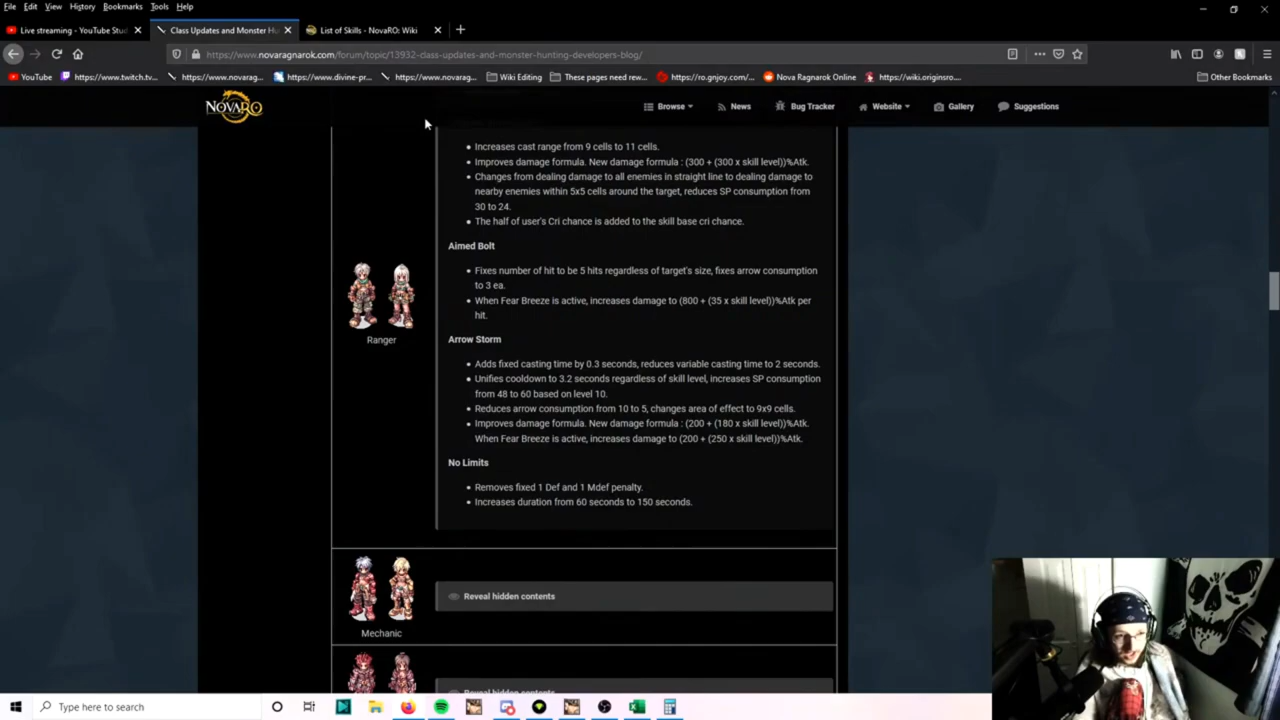 File Edit View History Bookmarks Tools Help
Live streaming - YouTube Stud
Class Updates and Monster Hu
List of Skills - NovaRO: Wiki
https://www.novaragnarok.com/forum/topic/13932-class-updates-and-monster-hunting-developers-blog/
YouTube https://www.twitch.tv... https://www.novarag... https://www.divine-pr... https://www.novarag... Wiki Editing These pages need rew... https://ro.gnjoy.com/... Nova Ragnarok Online https://wiki.originsro.... Other Bookmarks
NOVARO Browse News Bug Tracker Website Gallery Suggestions
Increases cast range from 9 cells to 11 cells.
Improves damage formula. New damage formula : (300 + (300 x skill level))%Atk.
Changes from dealing damage to all enemies in straight line to dealing damage to
nearby enemies within 5x5 cells around the target, reduces SP consumption from
30 to 24.
The half of user's Cri chance is added to the skill base cri chance.
Aimed Bolt
Fixes number of hit to be 5 hits regardless of target's size, fixes arrow consumption
to 3 ea.
When Fear Breeze is active, increases damage to (800 + (35 x skill level))%Atk per
hit.
Ranger
Arrow Storm
Adds fixed casting time by 0.3 seconds, reduces variable casting time to 2 seconds.
Unifies cooldown to 3.2 seconds regardless of skill level, increases SP consumption
from 48 to 60 based on level 10.
Reduces arrow consumption from 10 to 5, changes area of effect to 9x9 cells.
Improves damage formula. New damage formula : (200 + (180 x skill level))%Atk.
When Fear Breeze is active, increases damage to (200 + (250 x skill level))%Atk.
No Limits
Removes fixed 1 Def and 1 Mdef penalty.
Increases duration from 60 seconds to 150 seconds.
Reveal hidden contents
Mechanic
Reveal hidden contents
Type here to search